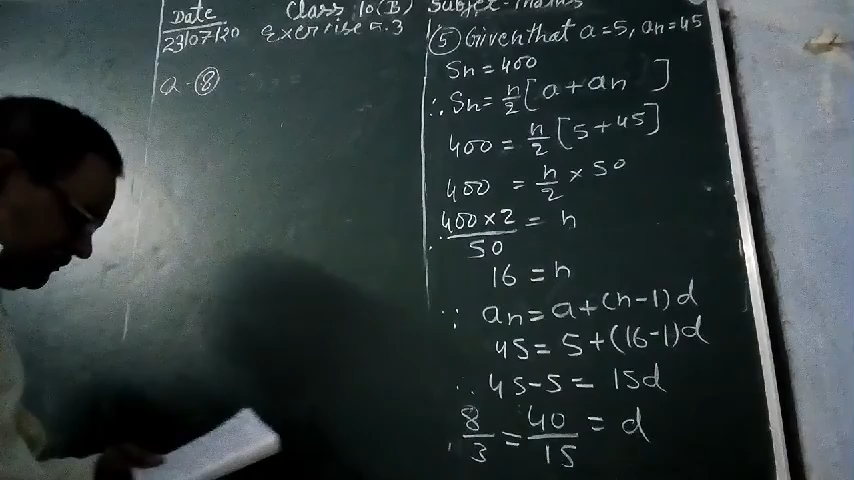 Date
23/07/20
Class 10(B) Subject-maths
Exercise 5.3
Q-(8)
(5) Given that a=5, an=45
Sn=400
∴ Sn= n/2 [a+an]
400 = n/2 [5+45]
400 = n/2 × 50
∴ 400×2/50 = n
16 = n
∵ an = a+(n-1)d
45 = 5+(16-1)d
∴ 45-5 = 15d
∴ 8/3 = 40/15 = d